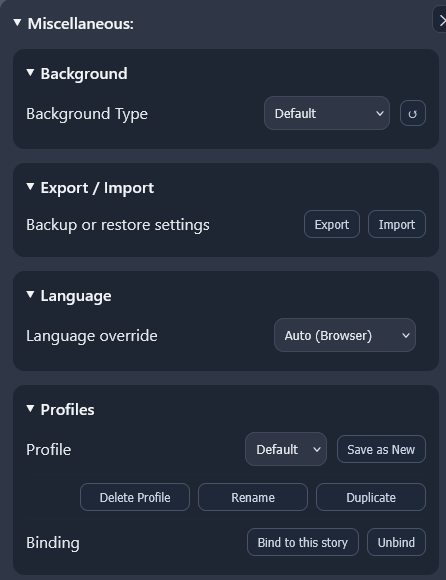 Miscellaneous:
Background
Background Type Default
Export / Import
Backup or restore settings Export Import
Language
Language override Auto (Browser)
Profiles
Profile Default Save as New
Delete Profile Rename Duplicate
Binding Bind to this story Unbind